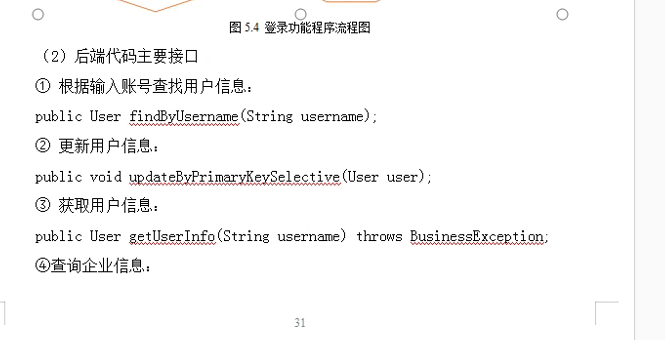 图 5.4 登录功能程序流程图
（2）后端代码主要接口
① 根据输入账号查找用户信息：
public User findByUsername(String username);
② 更新用户信息：
public void updateByPrimaryKeySelective(User user);
③ 获取用户信息：
public User getUserInfo(String username) throws BusinessException;
④查询企业信息：
31